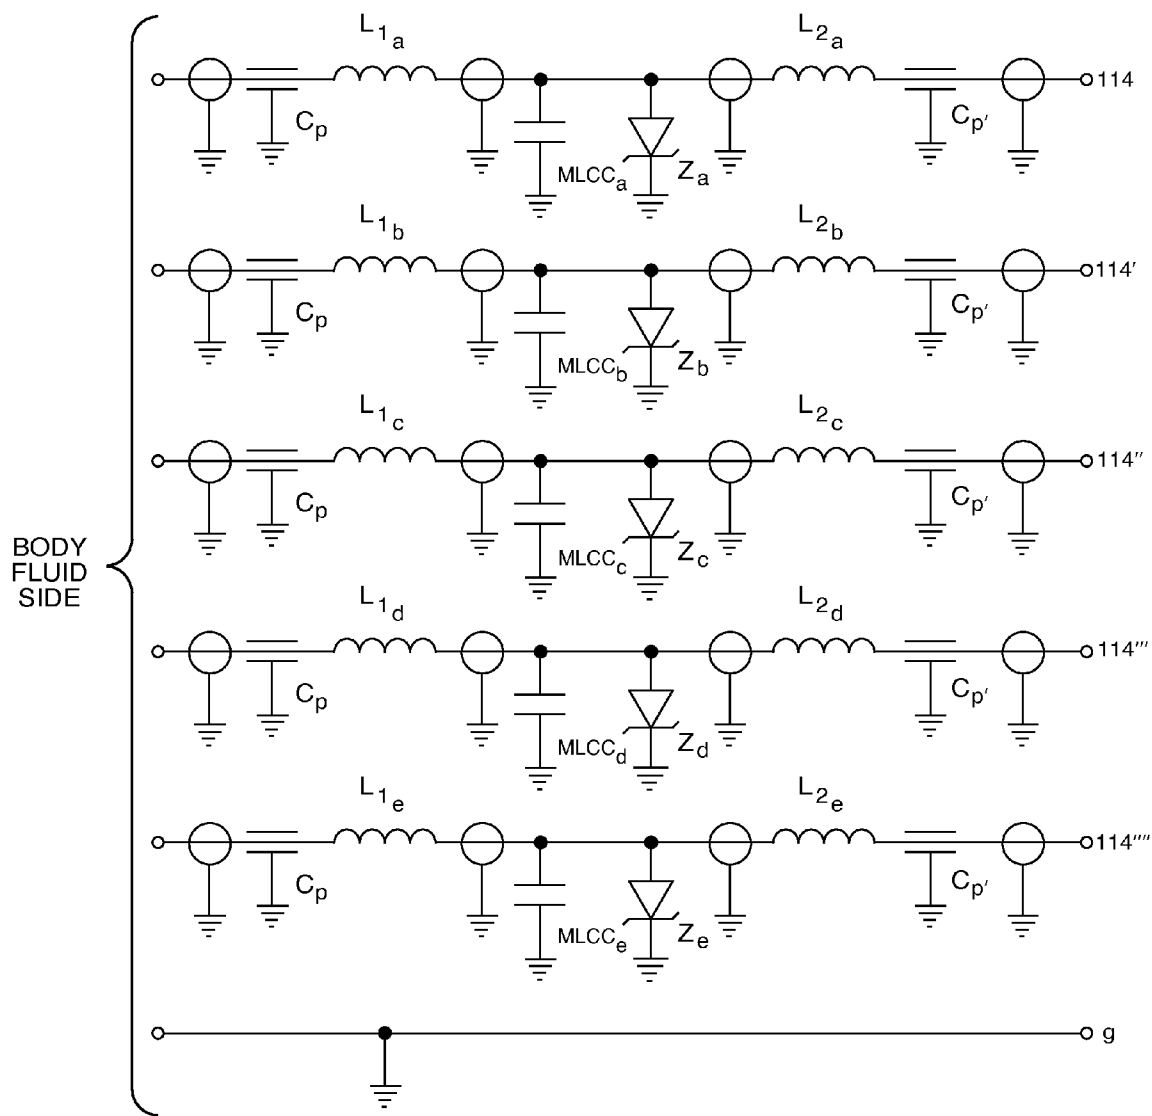 L1a L2a
114
Cp Cp′
MLCCa Za
L1b L2b
114′
Cp Cp′
MLCCb Zb
L1c L2c
114″
Cp Cp′
MLCCc Zc
BODY
FLUID
SIDE
L1d L2d
114‴
Cp Cp′
MLCCd Zd
L1e L2e
114⁗
Cp Cp′
MLCCe Ze
g